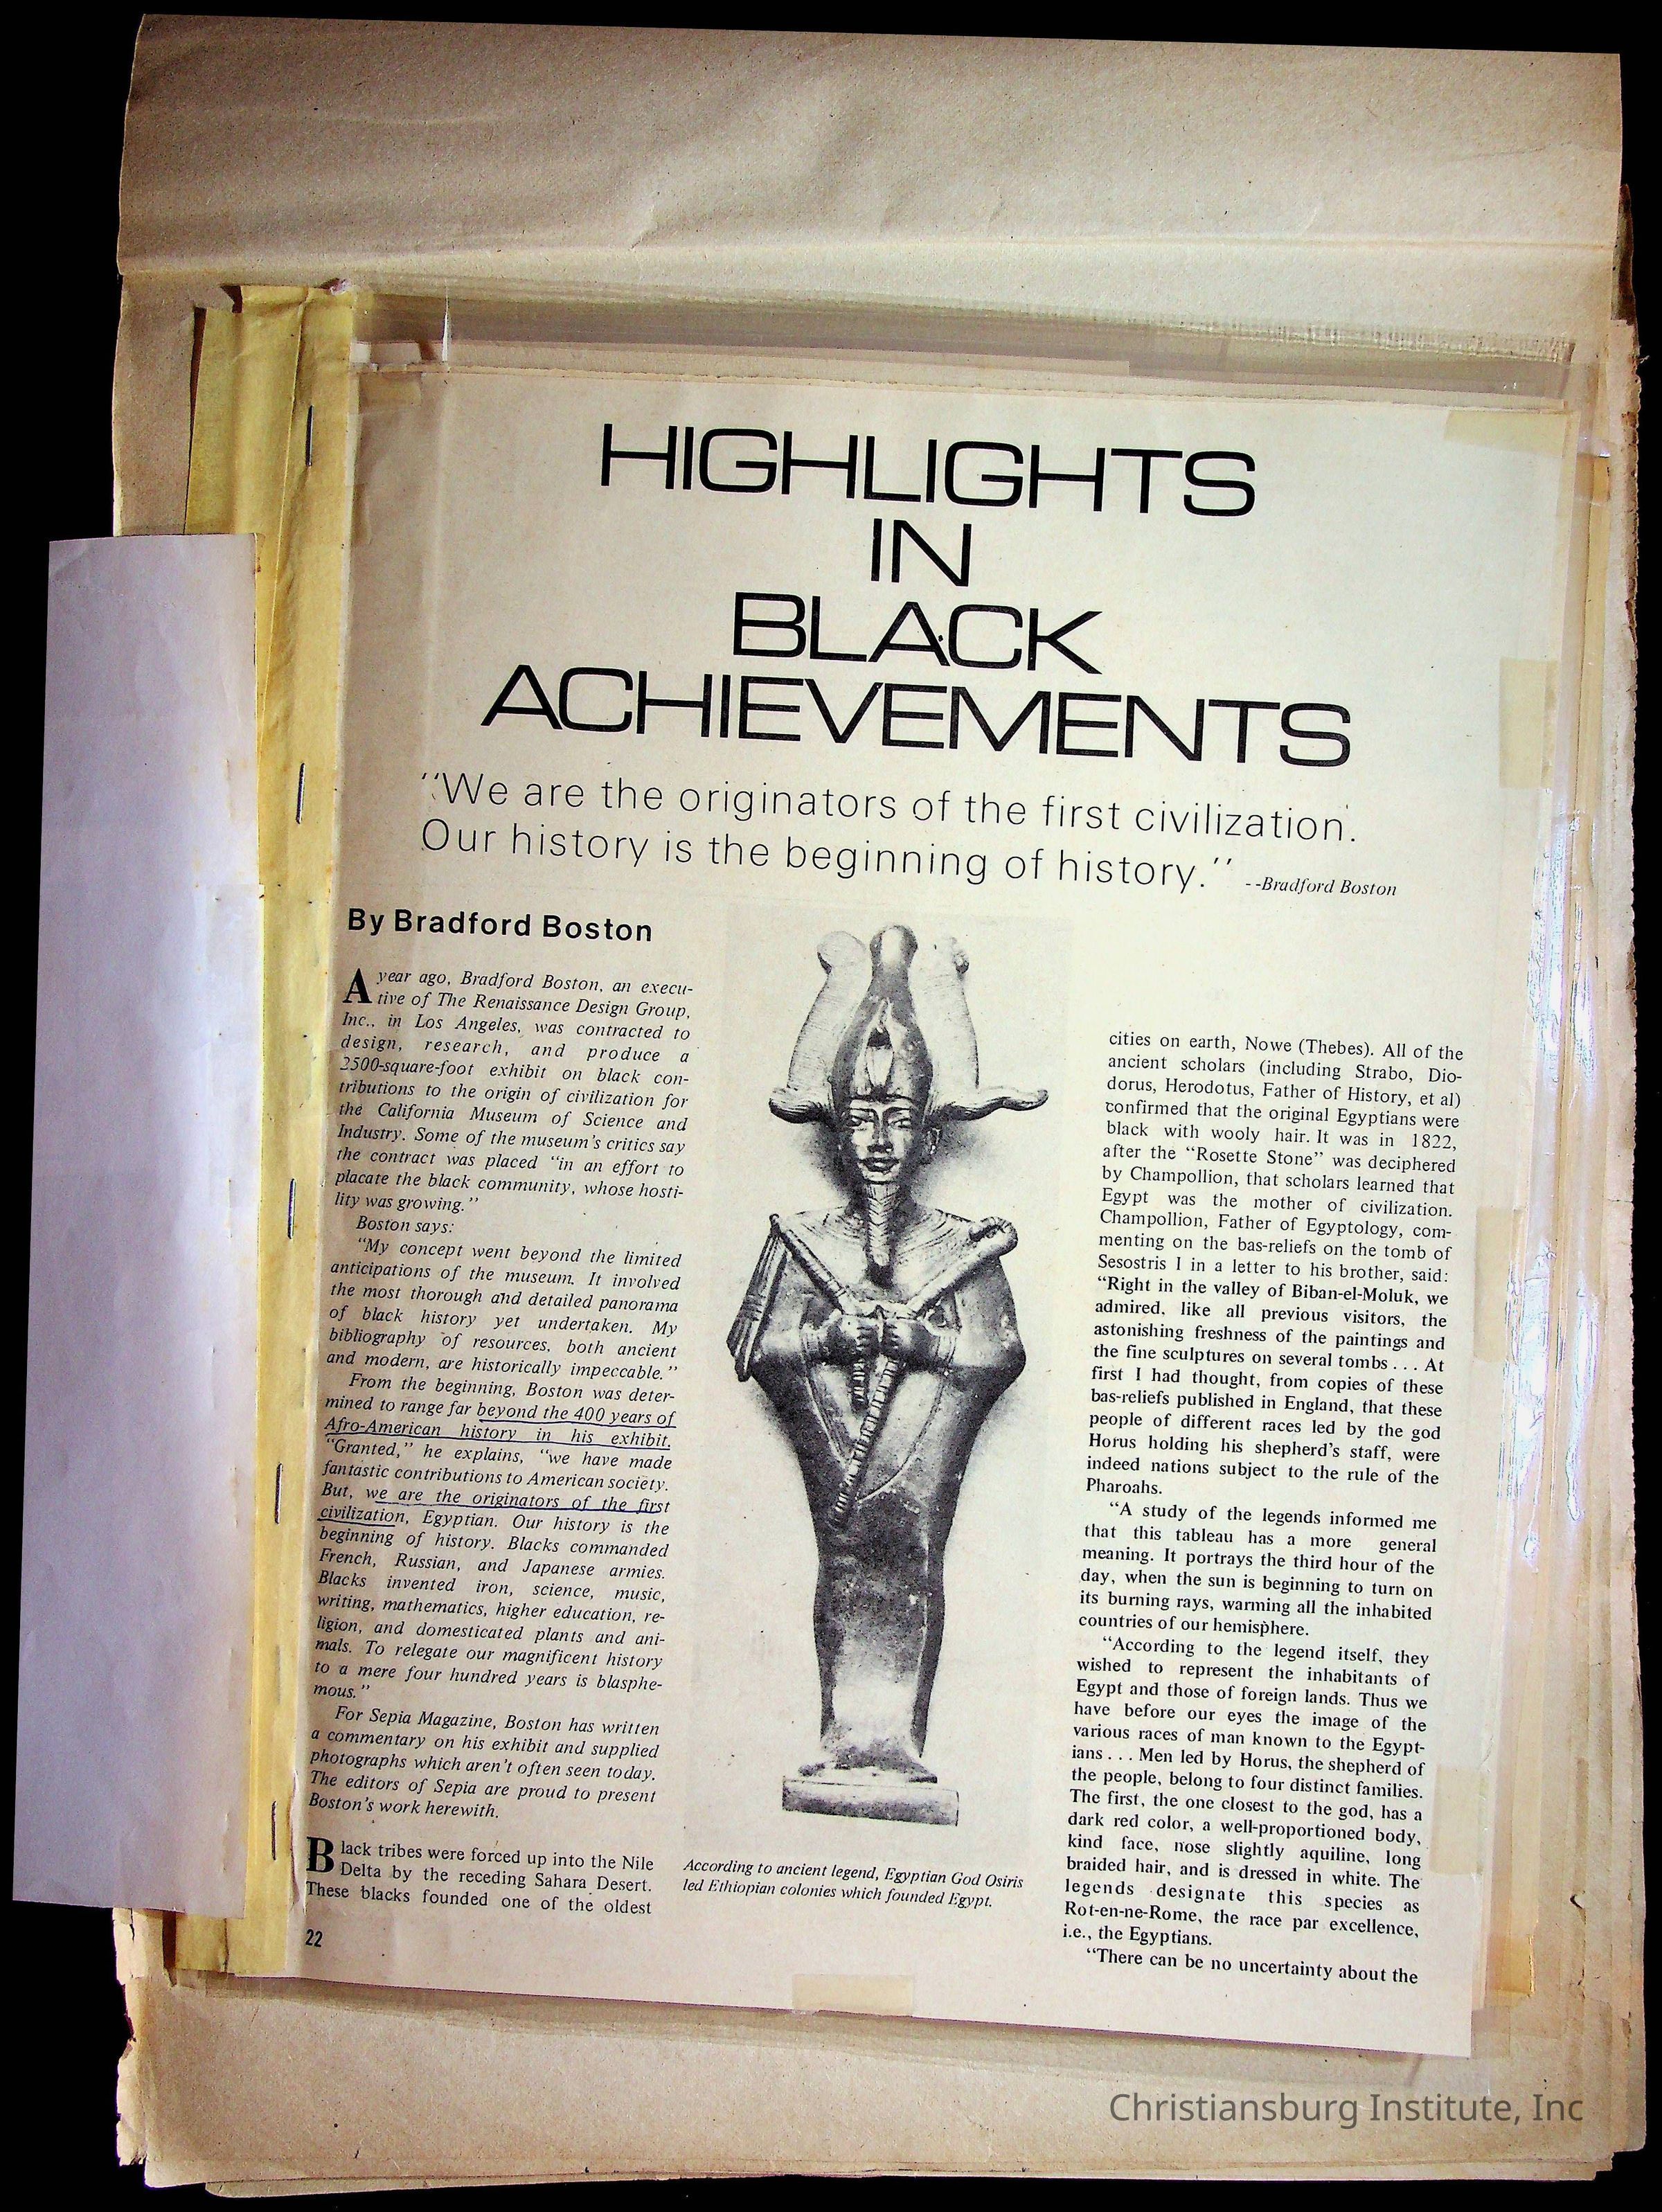 HIGHLIGHTS
IN
BLACK
ACHIEVEMENTS
"We are the originators of the first civilization.
Our history is the beginning of history." --Bradford Boston
By Bradford Boston
A year ago, Bradford Boston, an execu-
tive of The Renaissance Design Group,
Inc., in Los Angeles, was contracted to
design, research, and produce a
2500-square-foot exhibit on black con-
tributions to the origin of civilization for
the California Museum of Science and
Industry. Some of the museum's critics say
the contract was placed "in an effort to
placate the black community, whose hosti-
lity was growing."
Boston says:
"My concept went beyond the limited
anticipations of the museum. It involved
the most thorough and detailed panorama
of black history yet undertaken. My
bibliography of resources, both ancient
and modern, are historically impeccable."
From the beginning, Boston was deter-
mined to range far beyond the 400 years of
Afro-American history in his exhibit.
"Granted," he explains, "we have made
fantastic contributions to American society.
But, we are the originators of the first
civilization, Egyptian. Our history is the
beginning of history. Blacks commanded
French, Russian, and Japanese armies.
Blacks invented iron, science, music,
writing, mathematics, higher education, re-
ligion, and domesticated plants and ani-
mals. To relegate our magnificent history
to a mere four hundred years is blasphe-
mous."
For Sepia Magazine, Boston has written
a commentary on his exhibit and supplied
photographs which aren't often seen today.
The editors of Sepia are proud to present
Boston's work herewith.
Black tribes were forced up into the Nile
Delta by the receding Sahara Desert.
These blacks founded one of the oldest
22
According to ancient legend, Egyptian God Osiris
led Ethiopian colonies which founded Egypt.
cities on earth, Nowe (Thebes). All of the
ancient scholars (including Strabo, Dio-
dorus, Herodotus, Father of History, et al)
confirmed that the original Egyptians were
black with wooly hair. It was in 1822,
after the "Rosette Stone" was deciphered
by Champollion, that scholars learned that
Egypt was the mother of civilization.
Champollion, Father of Egyptology, com-
menting on the bas-reliefs on the tomb of
Sesostris I in a letter to his brother, said:
"Right in the valley of Biban-el-Moluk, we
admired, like all previous visitors, the
astonishing freshness of the paintings and
the fine sculptures on several tombs . . . At
first I had thought, from copies of these
bas-reliefs published in England, that these
people of different races led by the god
Horus holding his shepherd's staff, were
indeed nations subject to the rule of the
Pharoahs.
"A study of the legends informed me
that this tableau has a more general
meaning. It portrays the third hour of the
day, when the sun is beginning to turn on
its burning rays, warming all the inhabited
countries of our hemisphere.
"According to the legend itself, they
wished to represent the inhabitants of
Egypt and those of foreign lands. Thus we
have before our eyes the image of the
various races of man known to the Egypt-
ians . . . Men led by Horus, the shepherd of
the people, belong to four distinct families.
The first, the one closest to the god, has a
dark red color, a well-proportioned body,
kind face, nose slightly aquiline, long
braided hair, and is dressed in white. The
legends designate this species as
Rot-en-ne-Rome, the race par excellence,
i.e., the Egyptians.
"There can be no uncertainty about the
Christiansburg Institute, Inc